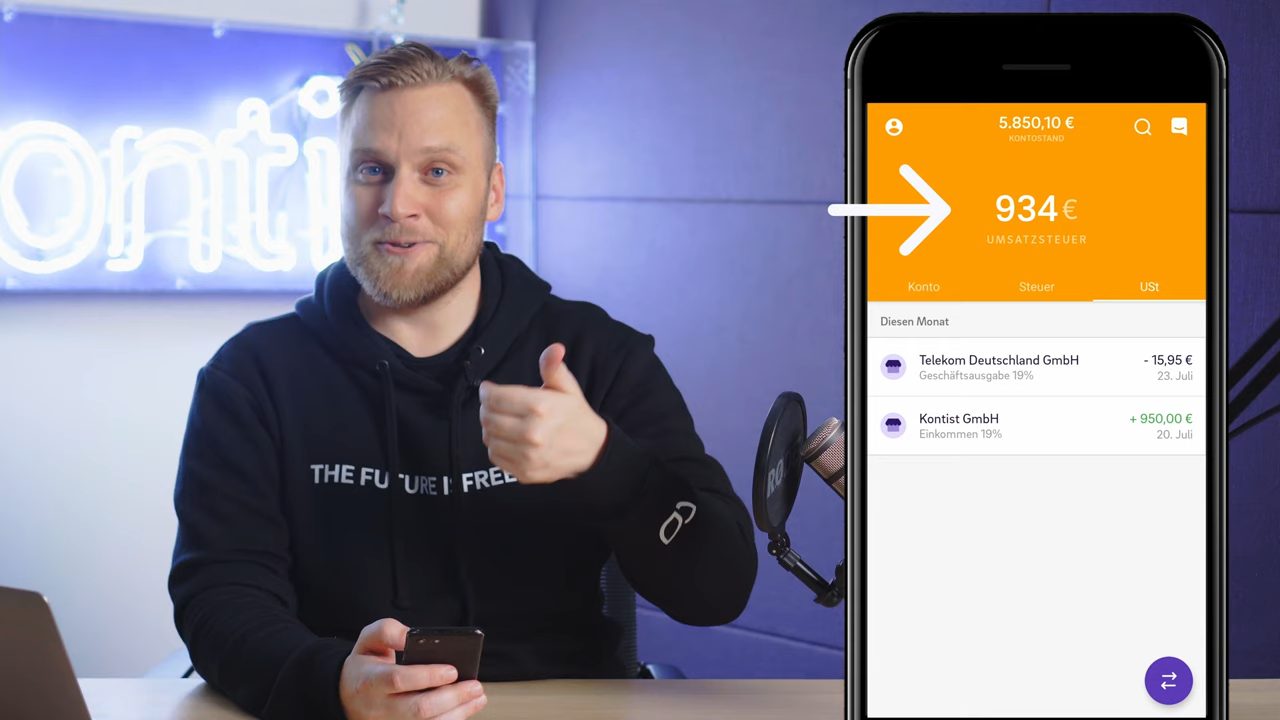 onti
THE FUTURE IS FREE
5.850,10 €
KONTOSTAND
934 €
UMSATZSTEUER
Konto Steuer USt
Diesen Monat
Telekom Deutschland GmbH - 15,95 €
Geschäftsausgabe 19% 23. Juli
Kontist GmbH + 950,00 €
Einkommen 19% 20. Juli